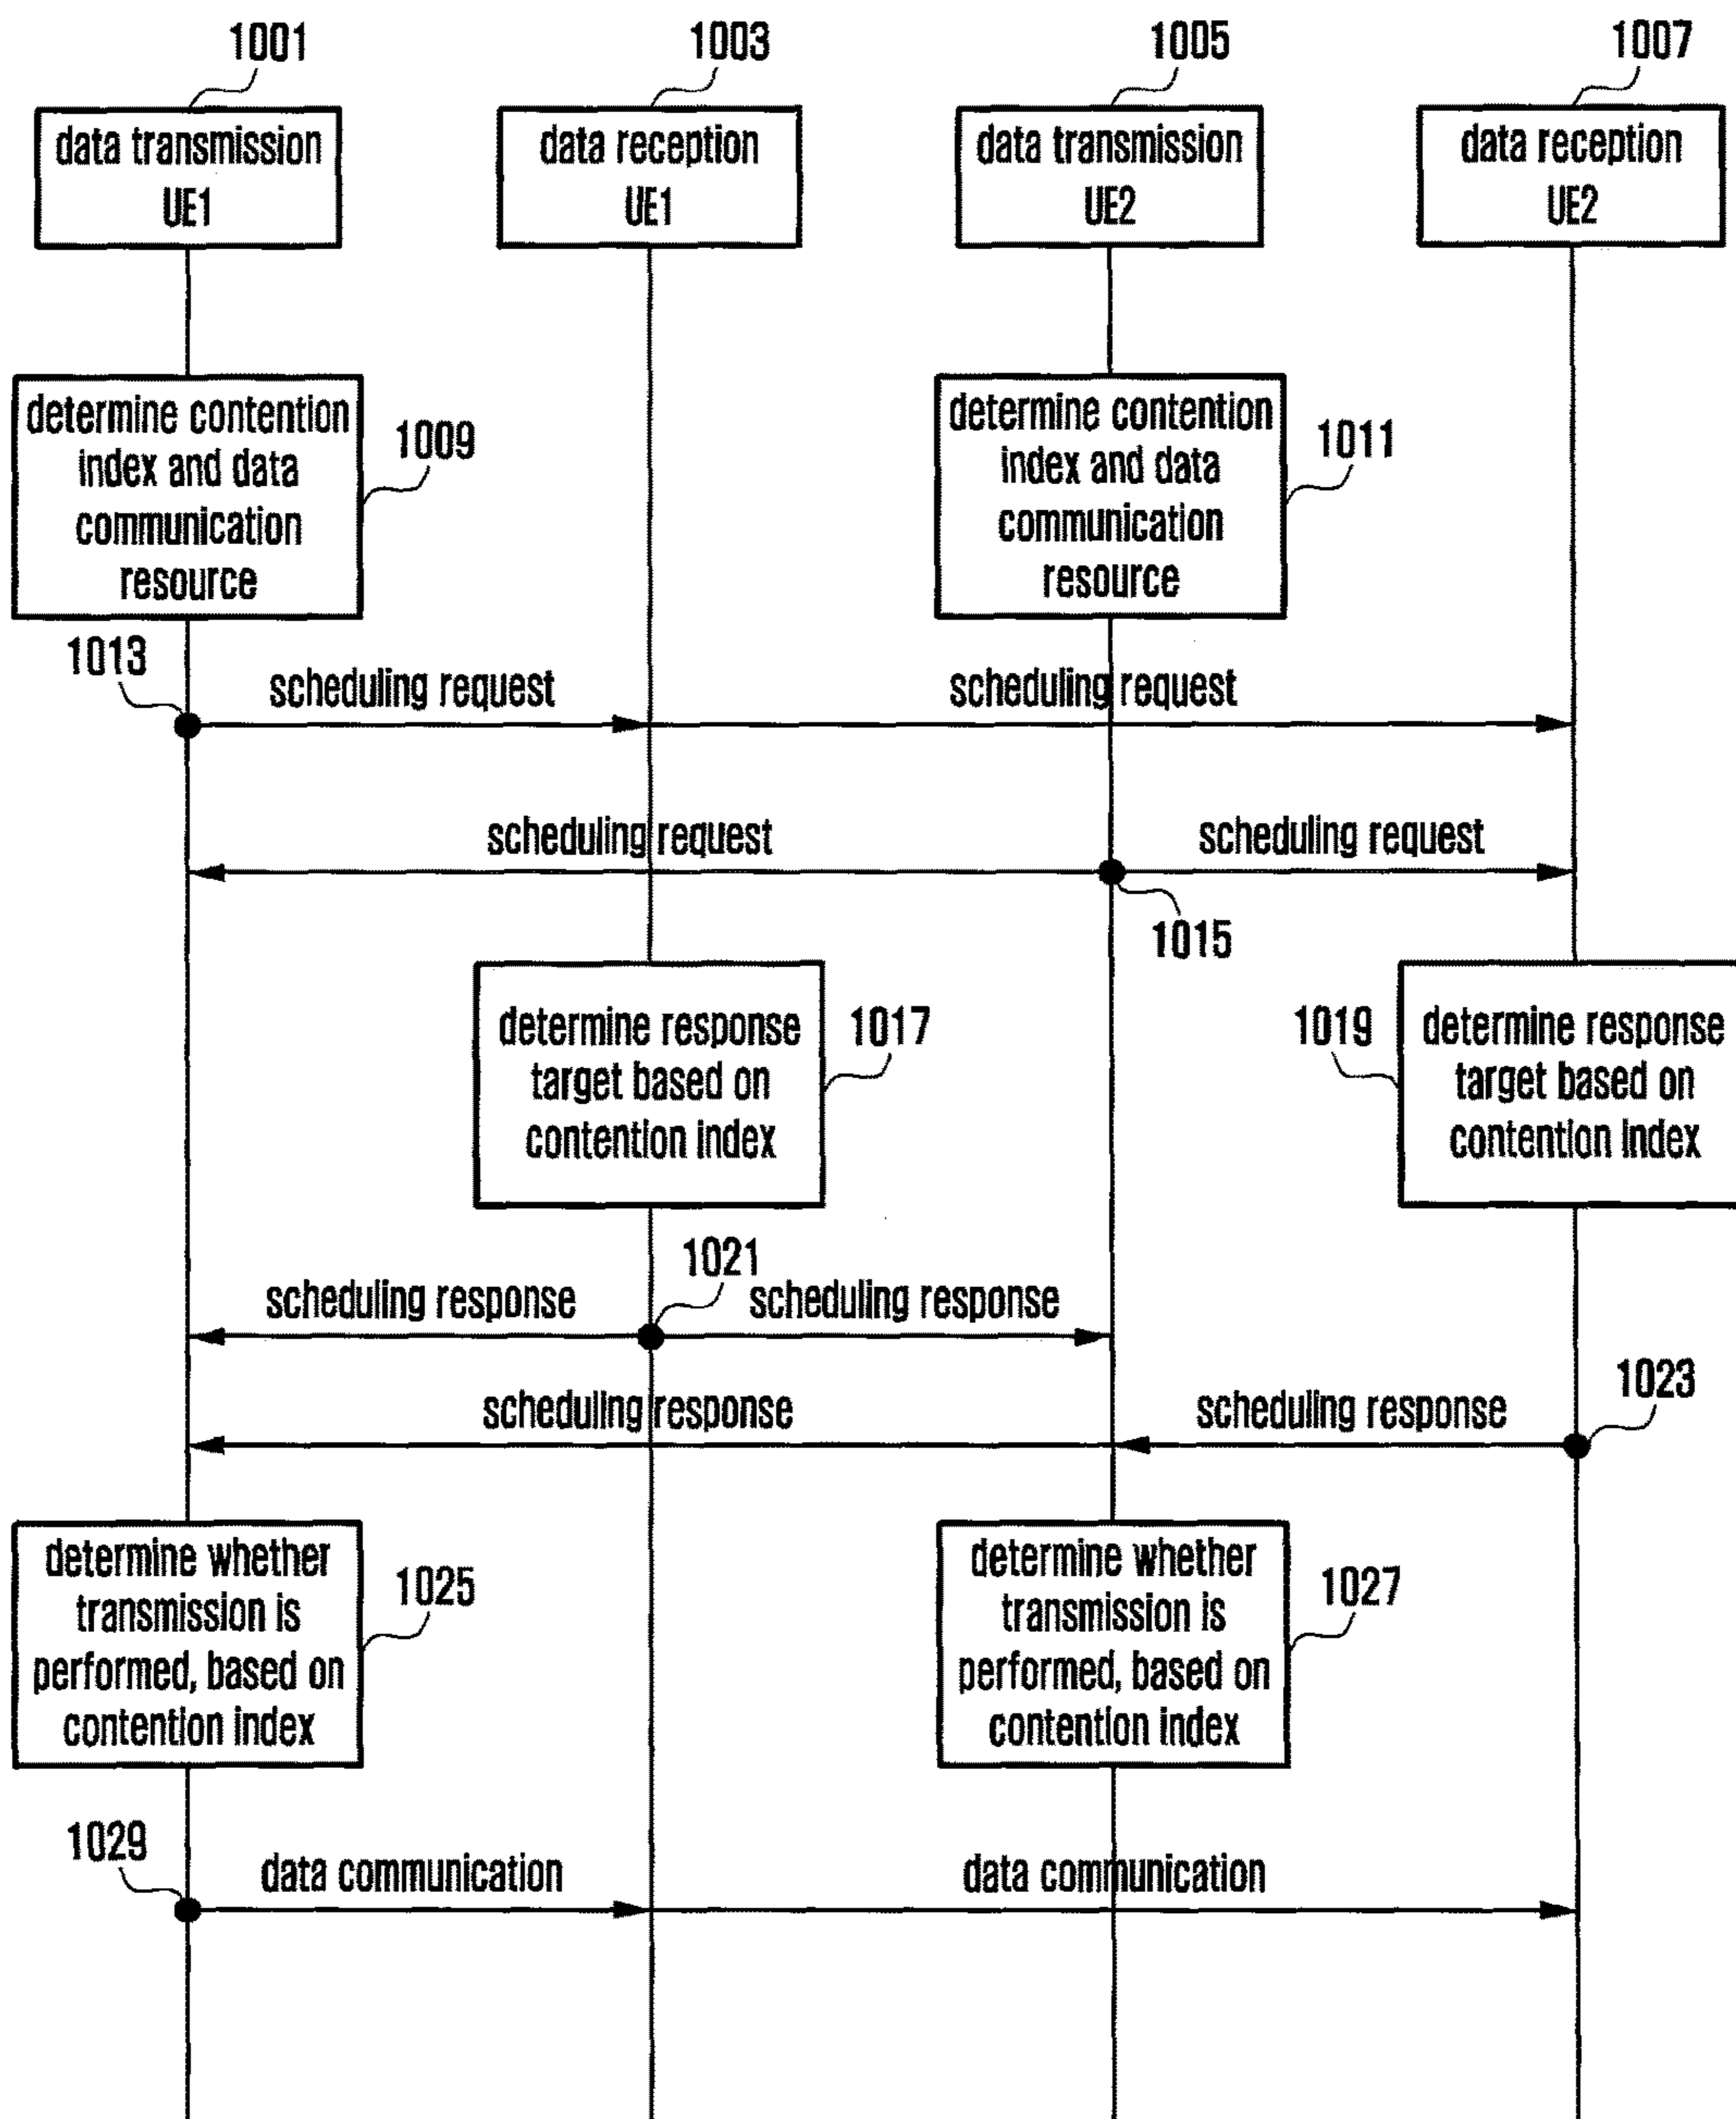 1001
1003
1005
1007
data transmission
UE1
data reception
UE1
data transmission
UE2
data reception
UE2
determine contention
index and data
communication
resource
1009
determine contention
index and data
communication
resource
1011
1013
scheduling request
scheduling request
scheduling request
scheduling request
1015
determine response
target based on
contention index
1017
1019
determine response
target based on
contention index
1021
scheduling response
scheduling response
1023
scheduling response
scheduling response
determine whether
transmission is
performed, based on
contention index
1025
determine whether
transmission is
performed, based on
contention index
1027
1029
data communication
data communication